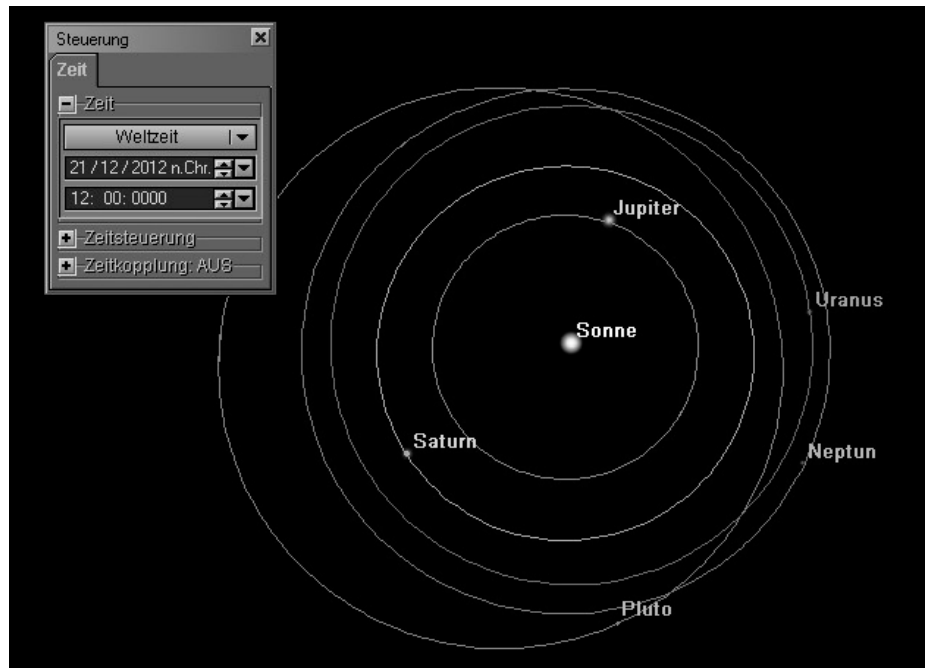 Steuerung
Zeit
Zeit
Weltzeit
21/12/2012 n.Chr.
12: 00: 0000
Zeitsteuerung
Zeitkopplung: AUS
Jupiter
Uranus
Sonne
Saturn
Neptun
Pluto